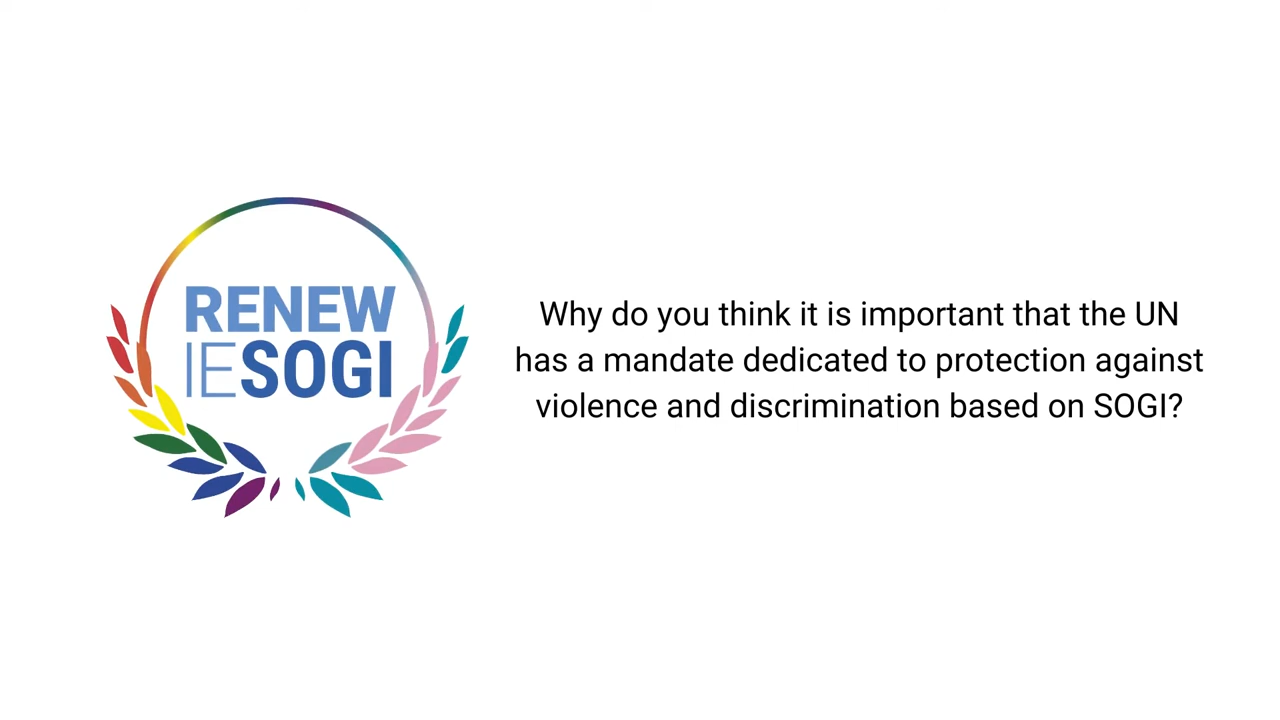 RENEW
IESOGI
Why do you think it is important that the UN
has a mandate dedicated to protection against
violence and discrimination based on SOGI?